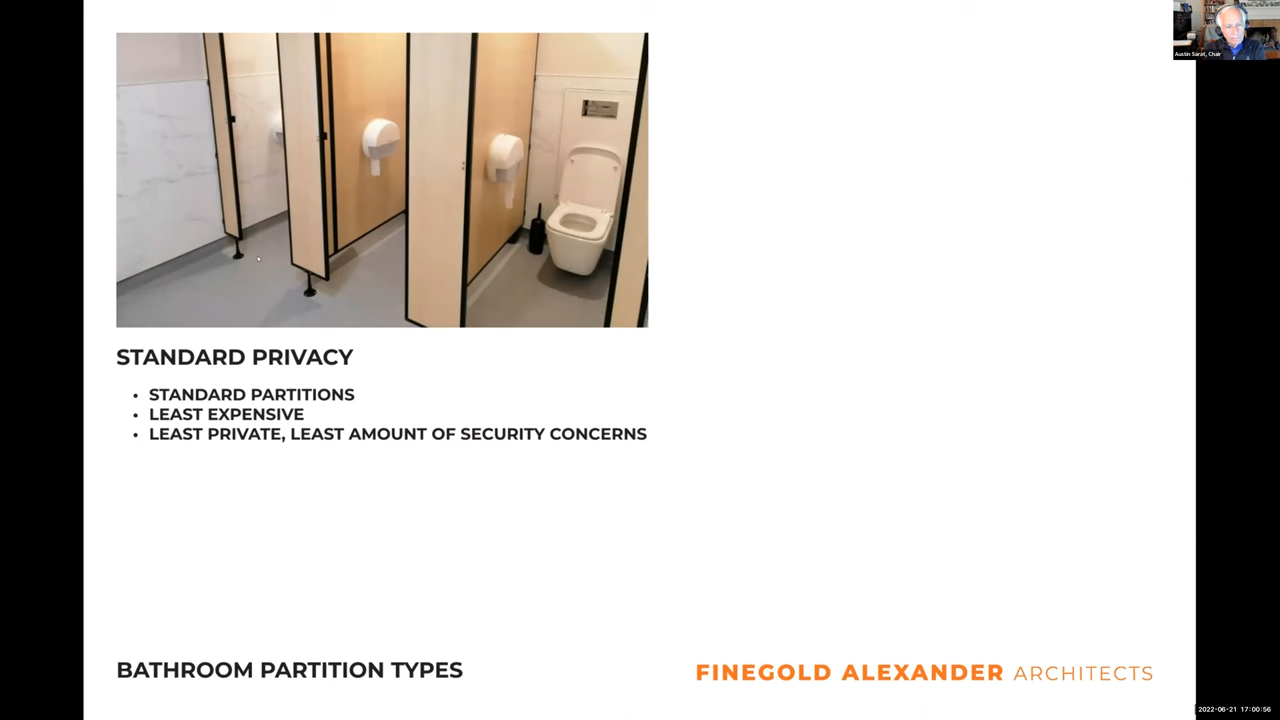 Austin Sarat, Chair
STANDARD PRIVACY
• STANDARD PARTITIONS
• LEAST EXPENSIVE
• LEAST PRIVATE, LEAST AMOUNT OF SECURITY CONCERNS
BATHROOM PARTITION TYPES
FINEGOLD ALEXANDER ARCHITECTS
2022-06-21 17:00:56